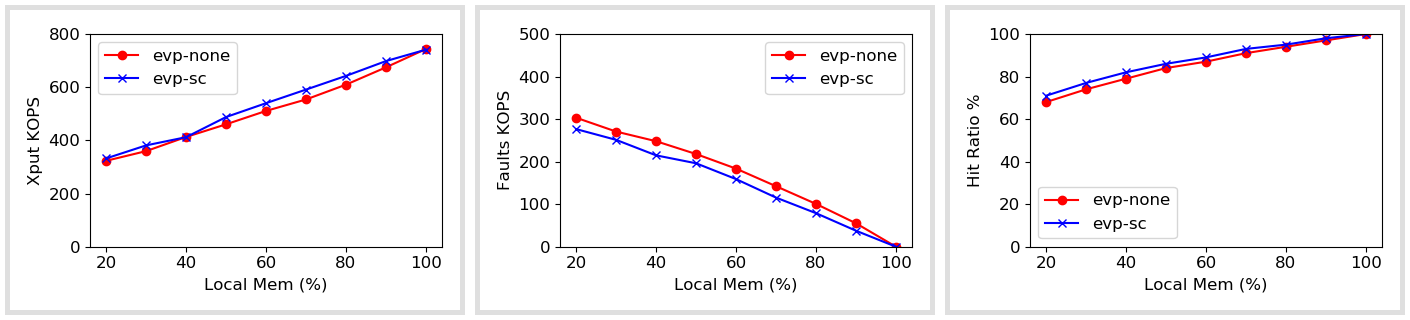 800
600
400
200
0
20 40 60 80 100
Xput KOPS
Local Mem (%)
evp-none
evp-sc
500
400
300
200
100
0
20 40 60 80 100
Faults KOPS
Local Mem (%)
evp-none
evp-sc
100
80
60
40
20
0
20 40 60 80 100
Hit Ratio %
Local Mem (%)
evp-none
evp-sc